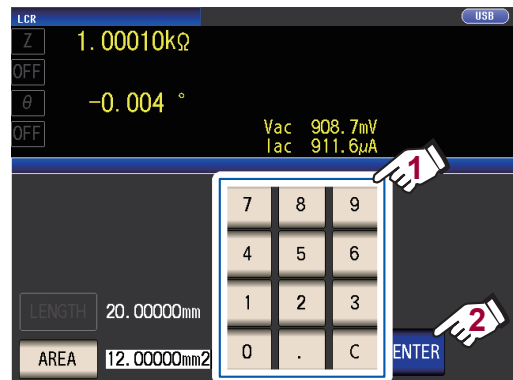 LCR USB
Z 1.00010kΩ
OFF
θ -0.004 °
OFF
Vac 908.7mV
Iac 911.6μA
1
7 8 9
4 5 6
1 2 3
LENGTH 20.00000mm
2
AREA 12.00000mm2 0 . C ENTER